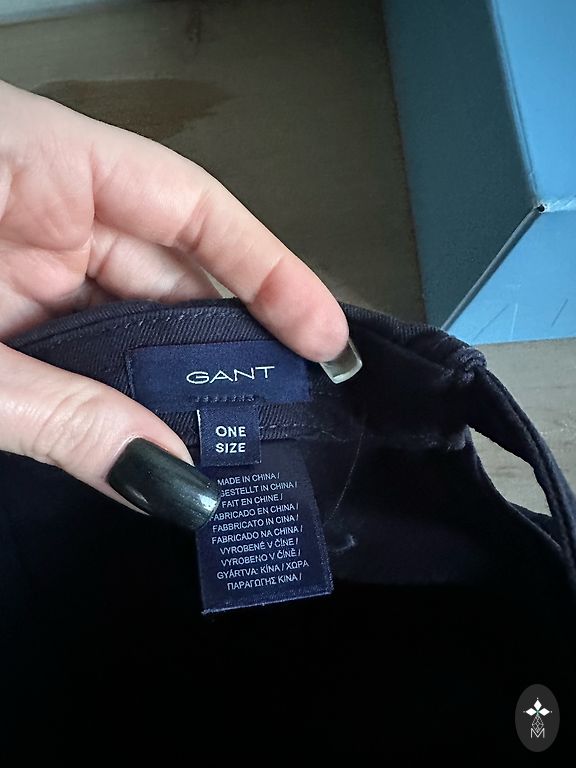 GANT
ONE
SIZE
MADE IN CHINA /
GESTELLT IN CHINA /
FAIT EN CHINE /
FABRICADO EN CHINA /
FABBRICATO IN CINA /
FABRICADO NA CHINA /
VYROBENÉ V ČÍNE /
VYROBENO V ČÍNĚ /
GYÁRTVA: KÍNA / ΧΩΡΑ
ΠΑΡΑΓΩΓΗΣ ΚΙΝΑ /